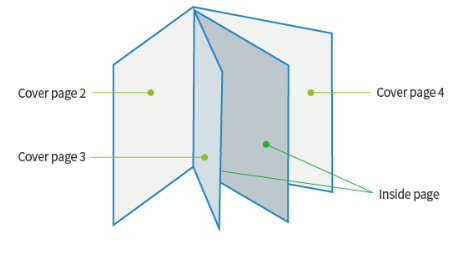 Cover page 2
Cover page 4
Cover page 3
Inside page